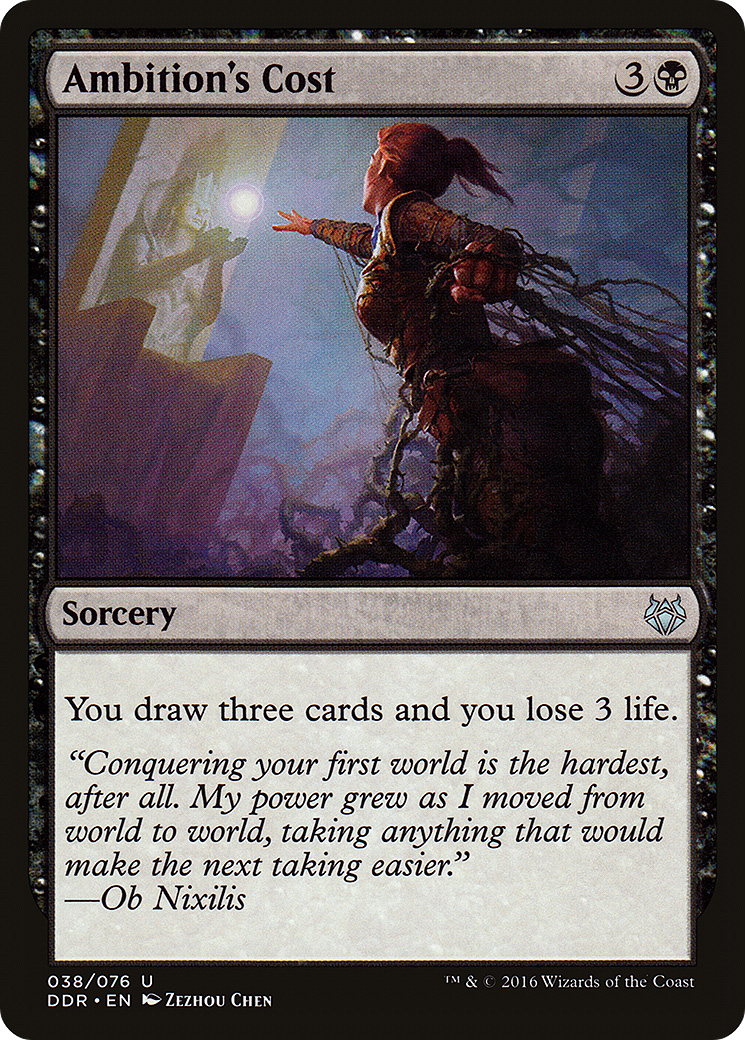 Ambition's Cost
3
Sorcery
You draw three cards and you lose 3 life.
“Conquering your first world is the hardest,
after all. My power grew as I moved from
world to world, taking anything that would
make the next taking easier.”
—Ob Nixilis
038/076 U
DDR • EN Zezhou Chen
™ & © 2016 Wizards of the Coast